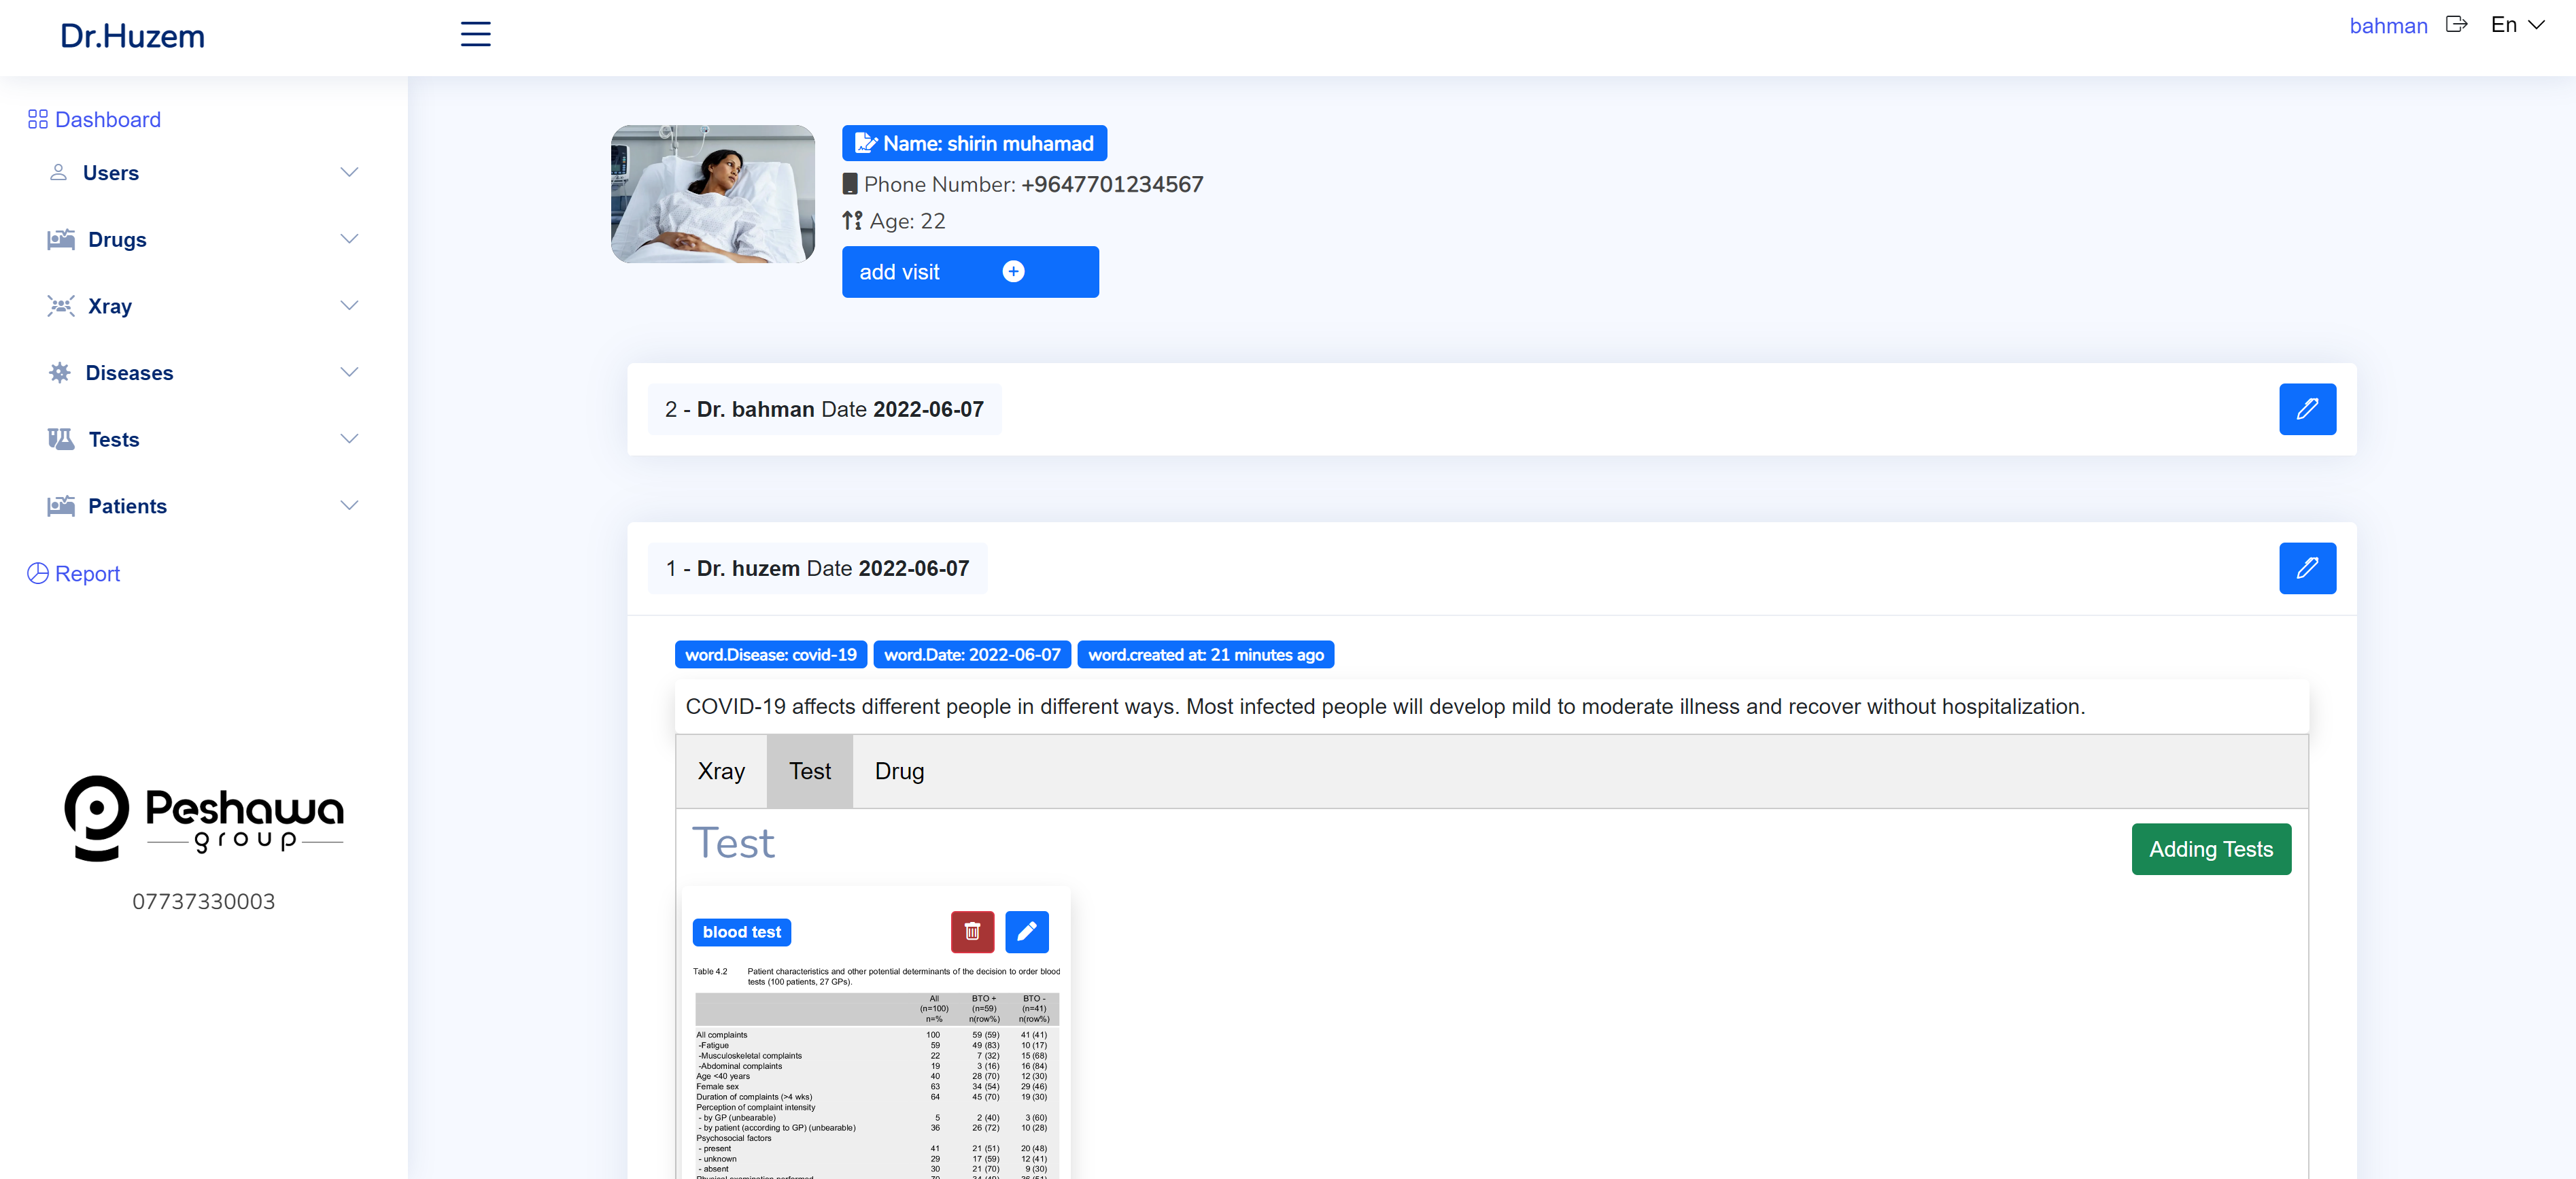 Dr.Huzem
bahman
En
Dashboard
Users
Drugs
Xray
Diseases
Tests
Patients
Report
Peshawa
group
07737330003
Name: shirin muhamad
Phone Number: +9647701234567
Age: 22
add visit
2 - Dr. bahman Date 2022-06-07
1 - Dr. huzem Date 2022-06-07
word.Disease: covid-19 word.Date: 2022-06-07 word.created at: 21 minutes ago
COVID-19 affects different people in different ways. Most infected people will develop mild to moderate illness and recover without hospitalization.
Xray Test Drug
Test
Adding Tests
blood test
Table 4.2 Patient characteristics and other potential determinants of the decision to order blood
tests (100 patients, 27 GPs).
All BTO + BTO -
(n=100) (n=59) (n=41)
n=% n(row%) n(row%)
All complaints 100 59 (59) 41 (41)
-Fatigue 59 49 (83) 10 (17)
-Musculoskeletal complaints 22 7 (32) 15 (68)
-Abdominal complaints 19 3 (16) 16 (84)
Age <40 years 40 28 (70) 12 (30)
Female sex 63 34 (54) 29 (46)
Duration of complaints (>4 wks) 64 45 (70) 19 (30)
Perception of complaint intensity
- by GP (unbearable) 5 2 (40) 3 (60)
- by patient (according to GP) (unbearable) 36 26 (72) 10 (28)
Psychosocial factors
- present 41 21 (51) 20 (48)
- unknown 29 17 (59) 12 (41)
- absent 30 21 (70) 9 (30)